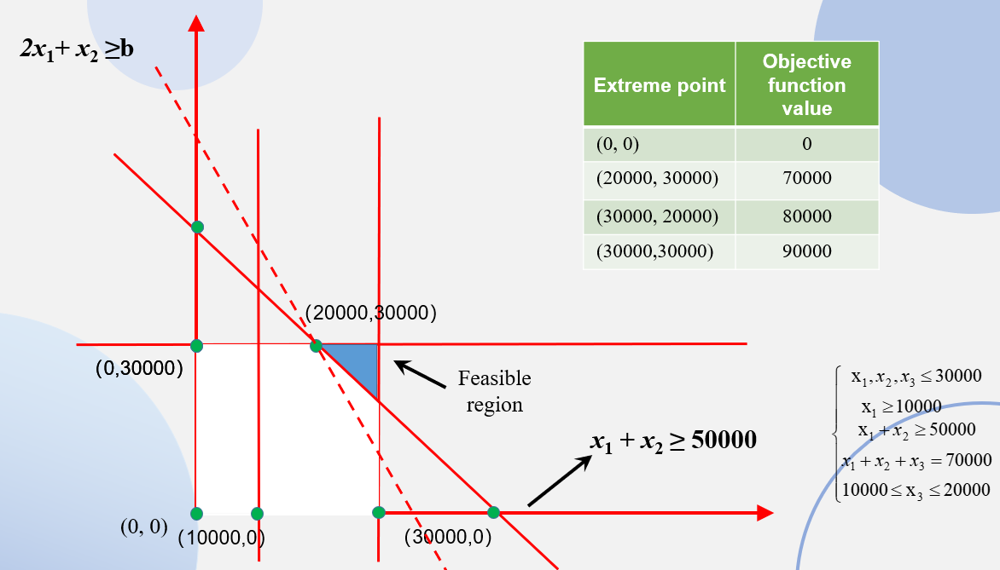 2x₁+ x₂ ≥b
Extreme point
Objective
function
value
(0, 0)
0
(20000, 30000)
70000
(30000, 20000)
80000
(30000,30000)
90000
(20000,30000)
(0,30000)
Feasible
region
x₁ + x₂ ≥ 50000
x₁, x₂, x₃ ≤ 30000
x₁ ≥10000
x₁ + x₂ ≥ 50000
x₁ + x₂ + x₃ = 70000
10000 ≤ x₃ ≤ 20000
(0, 0)
(10000,0)
(30000,0)